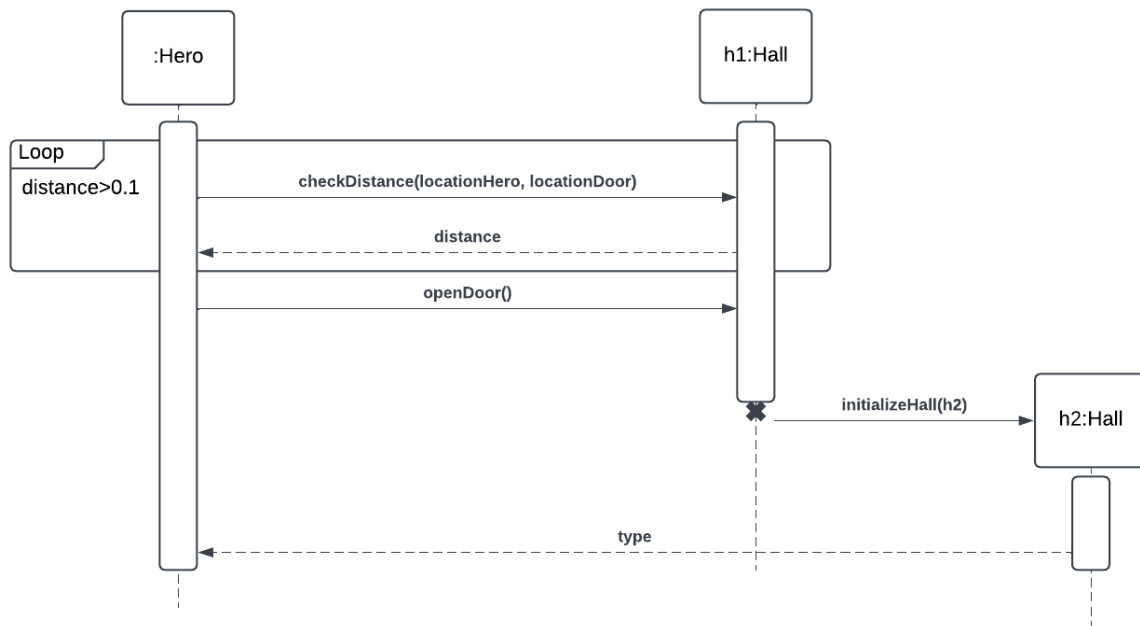 :Hero
h1:Hall
Loop
distance>0.1
checkDistance(locationHero, locationDoor)
distance
openDoor()
initializeHall(h2)
h2:Hall
type